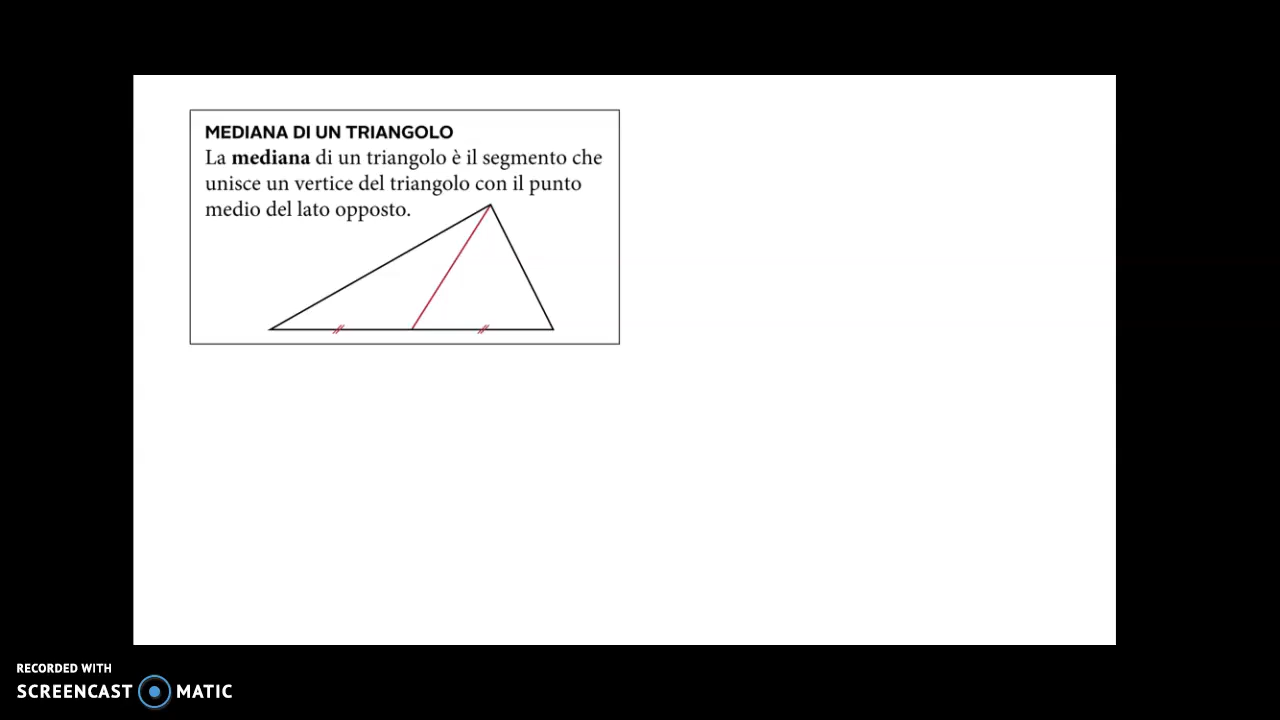 MEDIANA DI UN TRIANGOLO
La mediana di un triangolo è il segmento che
unisce un vertice del triangolo con il punto
medio del lato opposto.
RECORDED WITH
SCREENCAST MATIC